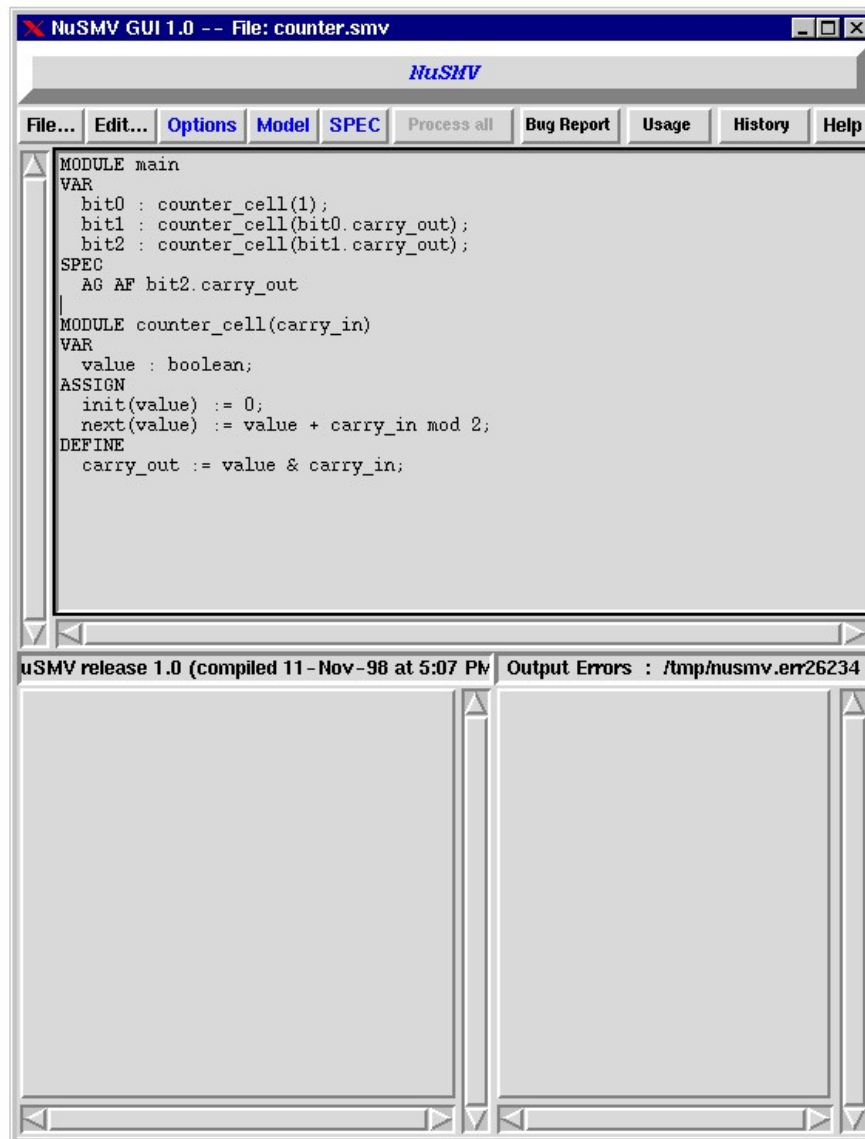 NuSMV GUI 1.0 -- File: counter.smv
NuSMV
File... Edit... Options Model SPEC Process all Bug Report Usage History Help
MODULE main
VAR
  bit0 : counter_cell(1);
  bit1 : counter_cell(bit0.carry_out);
  bit2 : counter_cell(bit1.carry_out);
SPEC
  AG AF bit2.carry_out
MODULE counter_cell(carry_in)
VAR
  value : boolean;
ASSIGN
  init(value) := 0;
  next(value) := value + carry_in mod 2;
DEFINE
  carry_out := value & carry_in;
uSMV release 1.0 (compiled 11-Nov-98 at 5:07 PM
Output Errors : /tmp/nusmv.err26234